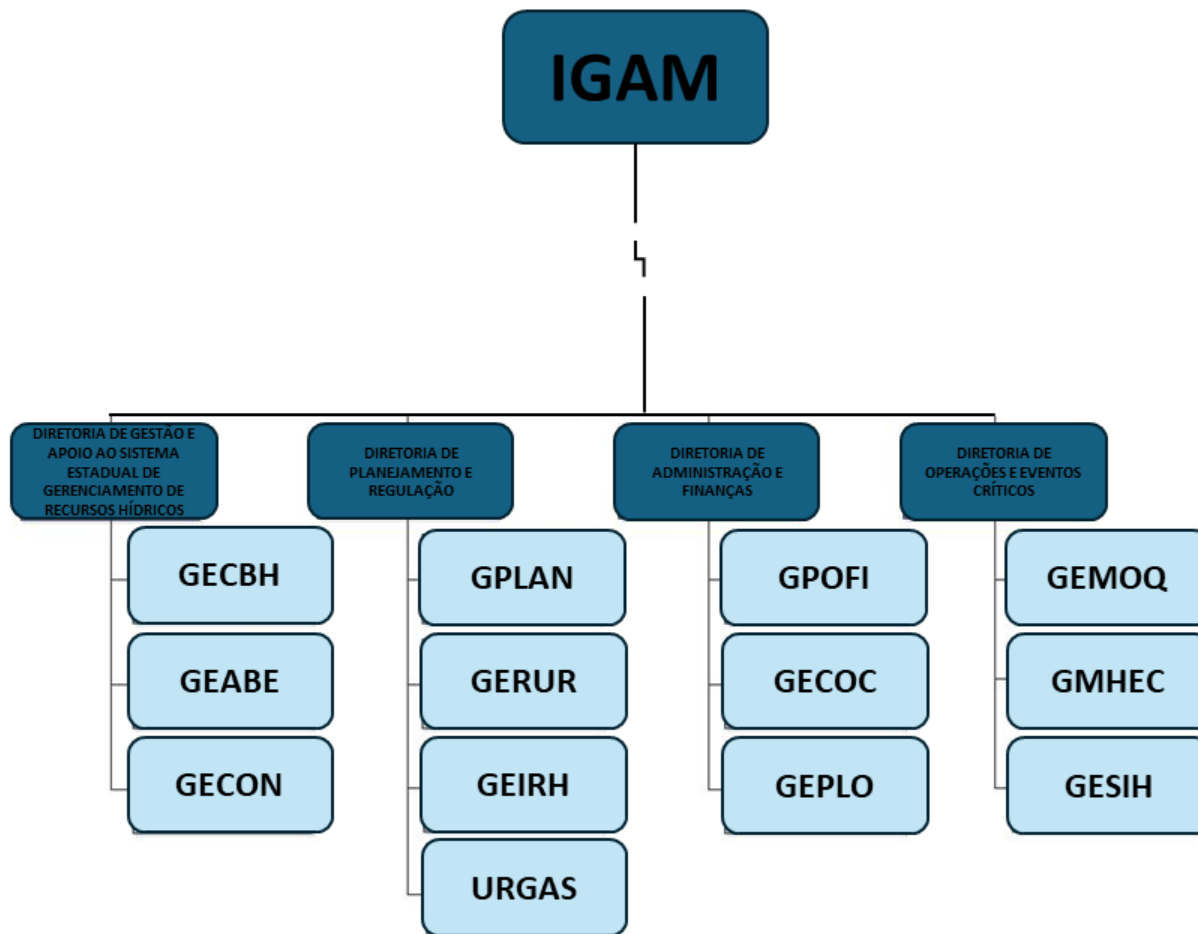 IGAM
DIRETORIA DE GESTÃO E
APOIO AO SISTEMA
ESTADUAL DE
GERENCIAMENTO DE
RECURSOS HÍDRICOS
GECBH
GEABE
GECON
DIRETORIA DE
PLANEJAMENTO E
REGULAÇÃO
GPLAN
GERUR
GEIRH
URGAS
DIRETORIA DE
ADMINISTRAÇÃO E
FINANÇAS
GPOFI
GECOC
GEPLO
DIRETORIA DE
OPERAÇÕES E EVENTOS
CRÍTICOS
GEMOQ
GMHEC
GESIH